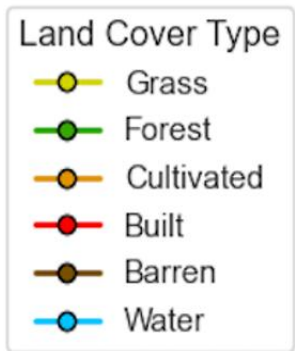 Land Cover Type
Grass
Forest
Cultivated
Built
Barren
Water